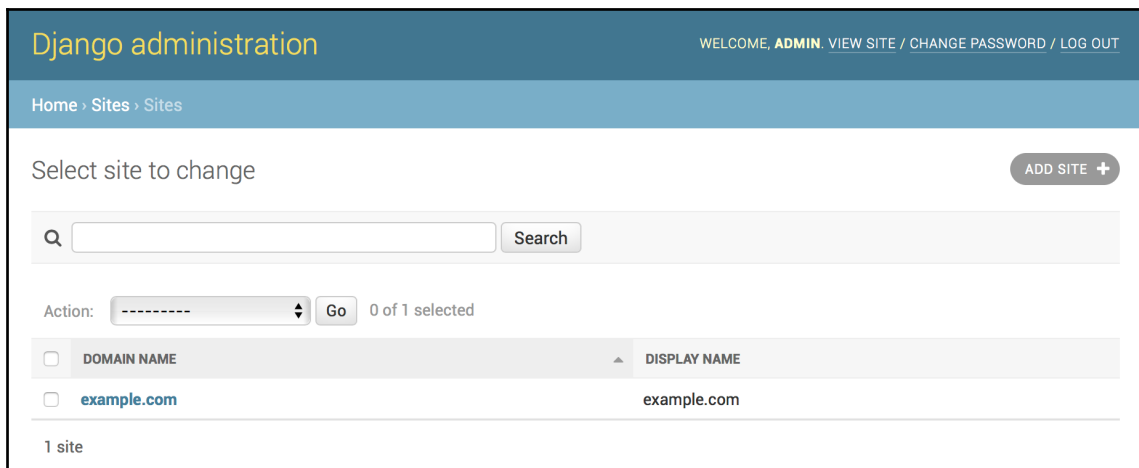 Django administration
WELCOME, ADMIN. VIEW SITE / CHANGE PASSWORD / LOG OUT
Home › Sites › Sites
Select site to change
ADD SITE +
Search
Action: --------- Go 0 of 1 selected
DOMAIN NAME DISPLAY NAME
example.com example.com
1 site